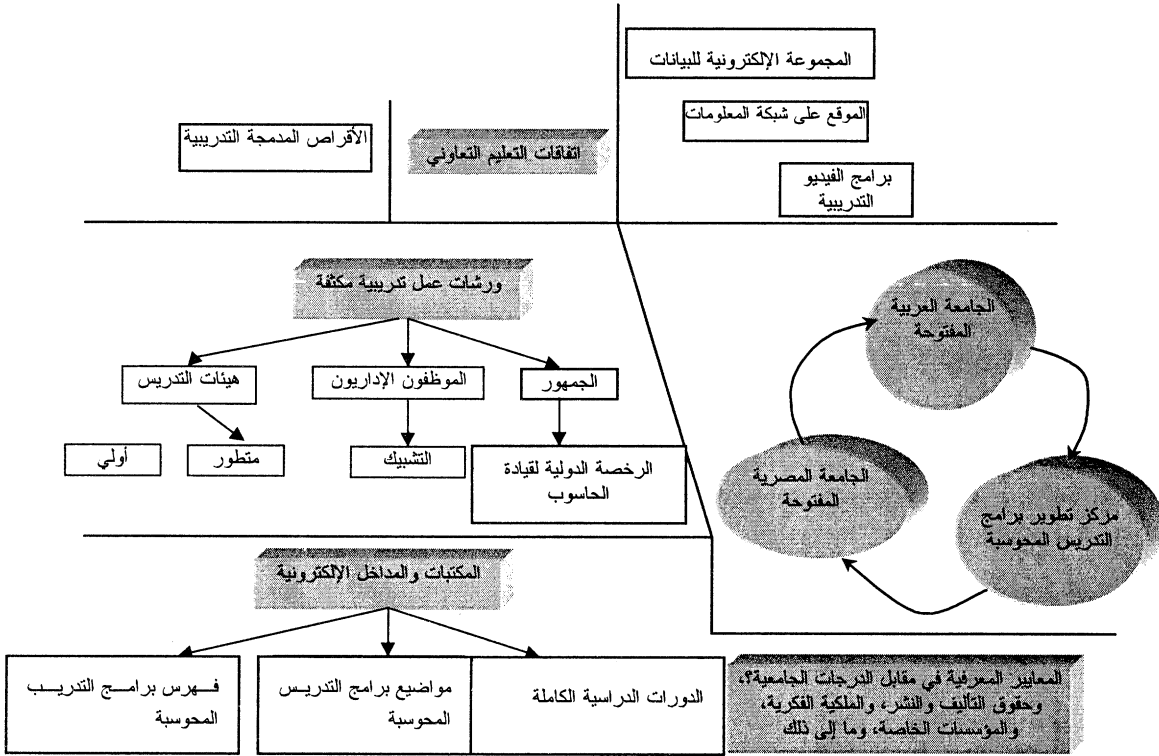 المجموعة الإلكترونية للبيانات
الموقع على شبكة المعلومات
برامج الفيديو
التدريبية
اتفاقات التعليم التعاوني
الأقراص المدمجة التدريبية
ورشات عمل تدريبية مكثفة
الجمهور
الموظفون الإداريون
هيئات التدريس
الرخصة الدولية لقيادة
الحاسوب
التشبيك
متطور
أولي
الجامعة العربية
المفتوحة
الجامعة المصرية
المفتوحة
مركز تطوير برامج
التدريس المحوسبة
المكتبات والمداخل الإلكترونية
الدورات الدراسية الكاملة
مواضيع برامج التدريس
المحوسبة
فهرس برامج التدريب
المحوسبة
المعايير المعرفية في مقابل الدرجات الجامعية؟،
وحقوق التأليف والنشر، والملكية الفكرية،
والمؤسسات الخاصة، وما إلى ذلك